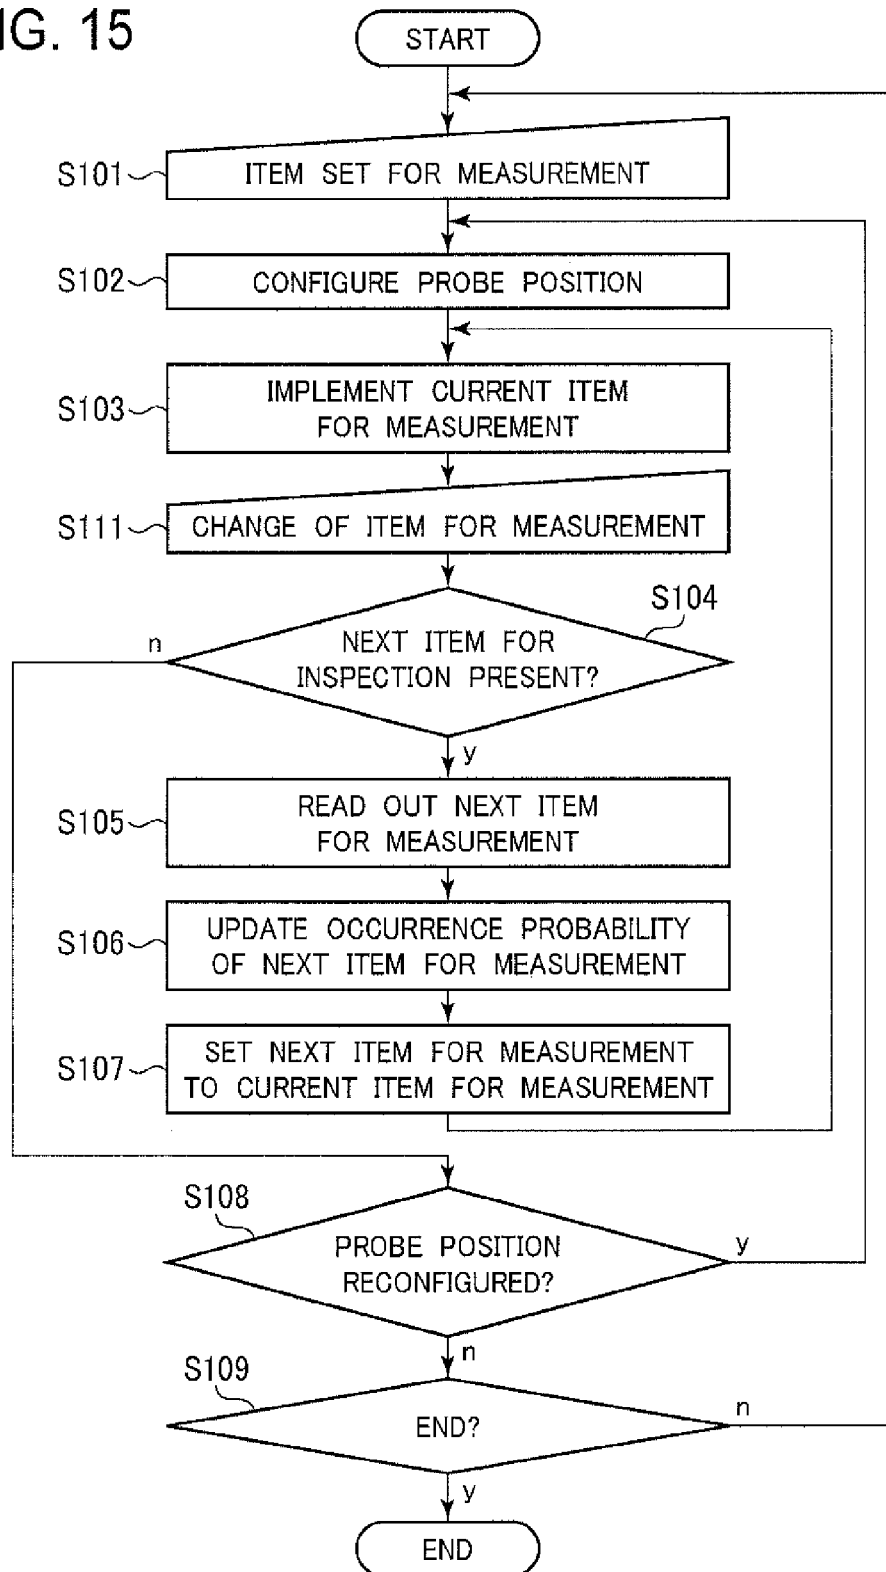 IG. 15
START
S101
ITEM SET FOR MEASUREMENT
S102
CONFIGURE PROBE POSITION
S103
IMPLEMENT CURRENT ITEM
FOR MEASUREMENT
S111
CHANGE OF ITEM FOR MEASUREMENT
S104
n
NEXT ITEM FOR
INSPECTION PRESENT?
y
S105
READ OUT NEXT ITEM
FOR MEASUREMENT
S106
UPDATE OCCURRENCE PROBABILITY
OF NEXT ITEM FOR MEASUREMENT
S107
SET NEXT ITEM FOR MEASUREMENT
TO CURRENT ITEM FOR MEASUREMENT
S108
PROBE POSITION
RECONFIGURED?
y
n
S109
END?
n
y
END